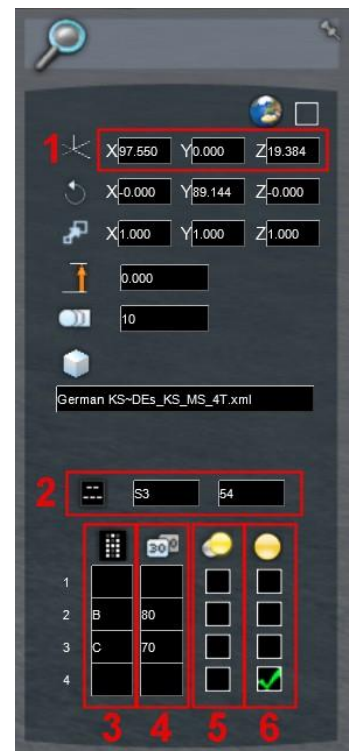 1 X 97.550 Y 0.000 Z 19.384
X -0.000 Y 89.144 Z -0.000
X 1.000 Y 1.000 Z 1.000
0.000
10
German KS~DEs_KS_MS_4T.xml
2 S3 54
30
1
2 B 80
3 C 70
4
3 4 5 6